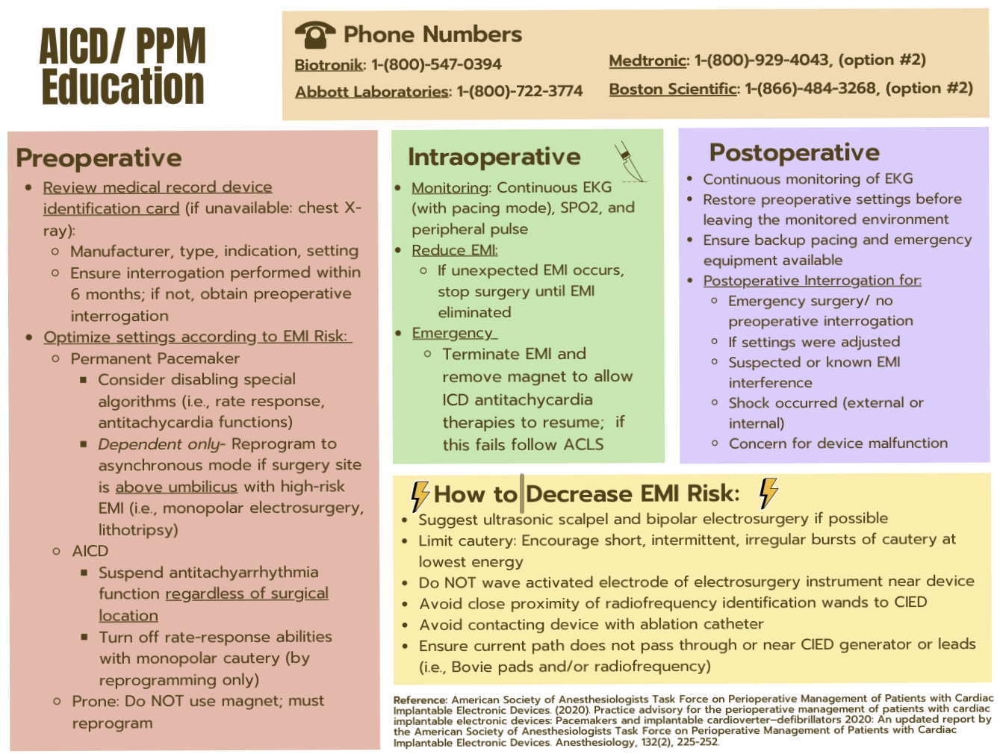 AICD/ PPM
Education
Phone Numbers
Biotronik: 1-(800)-547-0394
Abbott Laboratories: 1-(800)-722-3774
Medtronic: 1-(800)-929-4043, (option #2)
Boston Scientific: 1-(866)-484-3268, (option #2)
Preoperative
• Review medical record device
identification card (if unavailable: chest X-
ray):
○ Manufacturer, type, indication, setting
○ Ensure interrogation performed within
6 months; if not, obtain preoperative
interrogation
• Optimize settings according to EMI Risk:
○ Permanent Pacemaker
▪ Consider disabling special
algorithms (i.e., rate response,
antitachycardia functions)
▪ Dependent only- Reprogram to
asynchronous mode if surgery site
is above umbilicus with high-risk
EMI (i.e., monopolar electrosurgery,
lithotripsy)
○ AICD
▪ Suspend antitachyarrhythmia
function regardless of surgical
location
▪ Turn off rate-response abilities
with monopolar cautery (by
reprogramming only)
○ Prone: Do NOT use magnet; must
reprogram
Intraoperative
• Monitoring: Continuous EKG
(with pacing mode), SPO2, and
peripheral pulse
• Reduce EMI:
○ If unexpected EMI occurs,
stop surgery until EMI
eliminated
• Emergency
○ Terminate EMI and
remove magnet to allow
ICD antitachycardia
therapies to resume; if
this fails follow ACLS
Postoperative
• Continuous monitoring of EKG
• Restore preoperative settings before
leaving the monitored environment
• Ensure backup pacing and emergency
equipment available
• Postoperative Interrogation for:
○ Emergency surgery/ no
preoperative interrogation
○ If settings were adjusted
○ Suspected or known EMI
interference
○ Shock occurred (external or
internal)
○ Concern for device malfunction
How to Decrease EMI Risk:
• Suggest ultrasonic scalpel and bipolar electrosurgery if possible
• Limit cautery: Encourage short, intermittent, irregular bursts of cautery at
lowest energy
• Do NOT wave activated electrode of electrosurgery instrument near device
• Avoid close proximity of radiofrequency identification wands to CIED
• Avoid contacting device with ablation catheter
• Ensure current path does not pass through or near CIED generator or leads
(i.e., Bovie pads and/or radiofrequency)
Reference: American Society of Anesthesiologists Task Force on Perioperative Management of Patients with Cardiac
Implantable Electronic Devices. (2020). Practice advisory for the perioperative management of patients with cardiac
implantable electronic devices: Pacemakers and implantable cardioverter–defibrillators 2020: An updated report by
the American Society of Anesthesiologists Task Force on Perioperative Management of Patients with Cardiac
Implantable Electronic Devices. Anesthesiology, 132(2), 225-252.